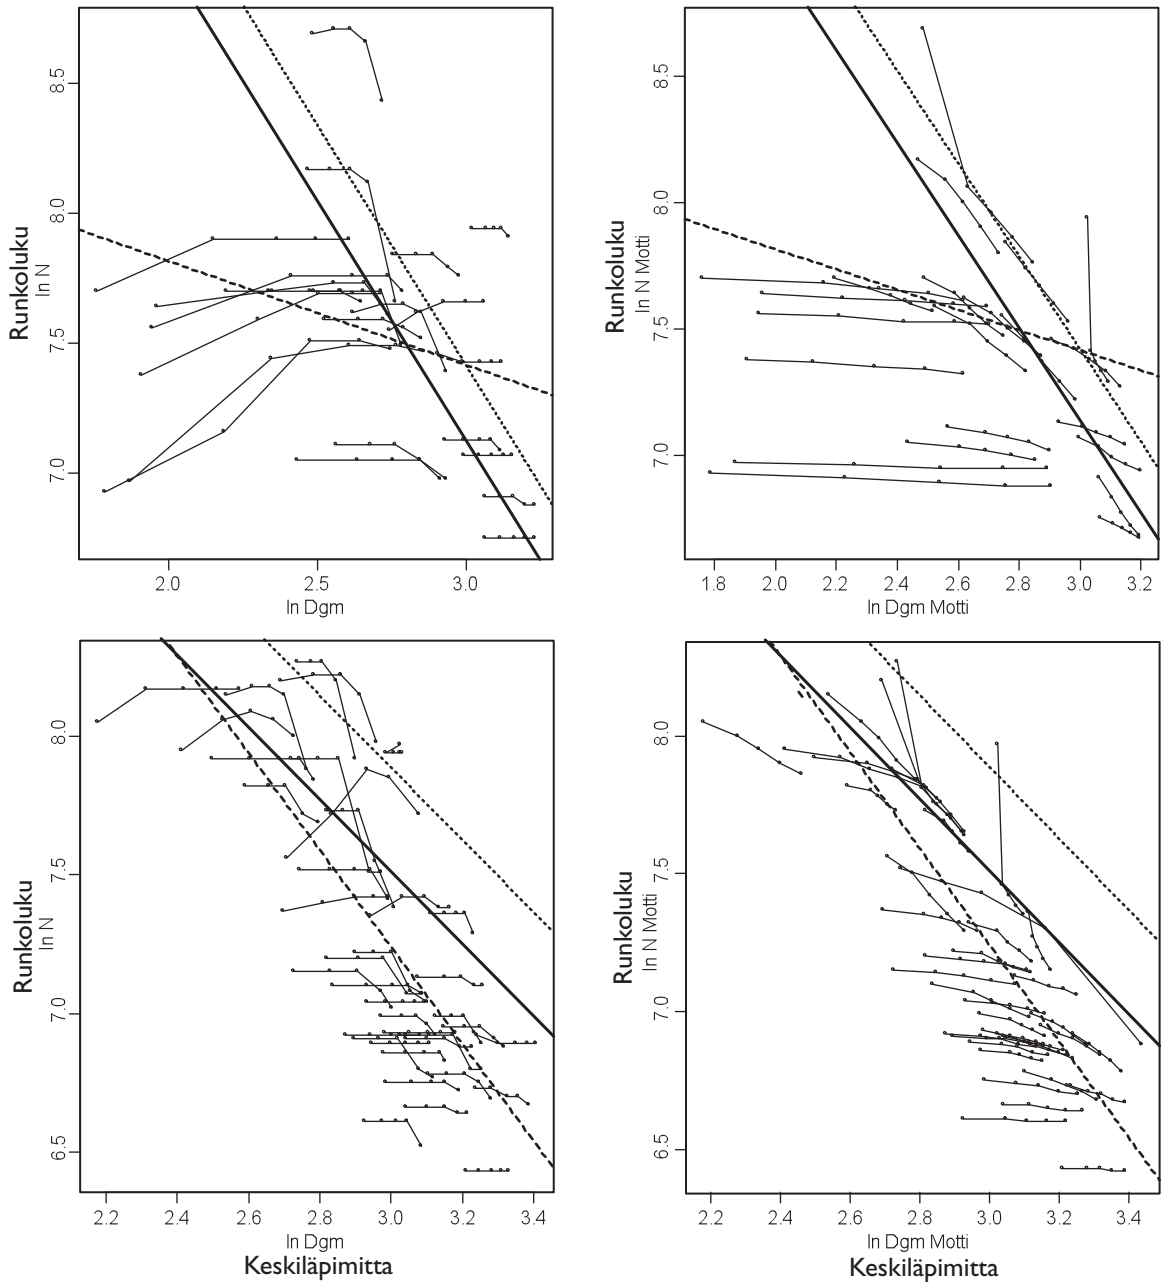 8.5
8.0
7.5
7.0
Runkoluku
ln N
2.0 2.5 3.0
ln Dgm
8.5
8.0
7.5
7.0
Runkoluku
ln N Motti
1.8 2.0 2.2 2.4 2.6 2.8 3.0 3.2
ln Dgm Motti
8.0
7.5
7.0
6.5
Runkoluku
ln N
2.2 2.4 2.6 2.8 3.0 3.2 3.4
ln Dgm
Keskiläpimitta
8.0
7.5
7.0
6.5
Runkoluku
ln N Motti
2.2 2.4 2.6 2.8 3.0 3.2 3.4
ln Dgm Motti
Keskiläpimitta